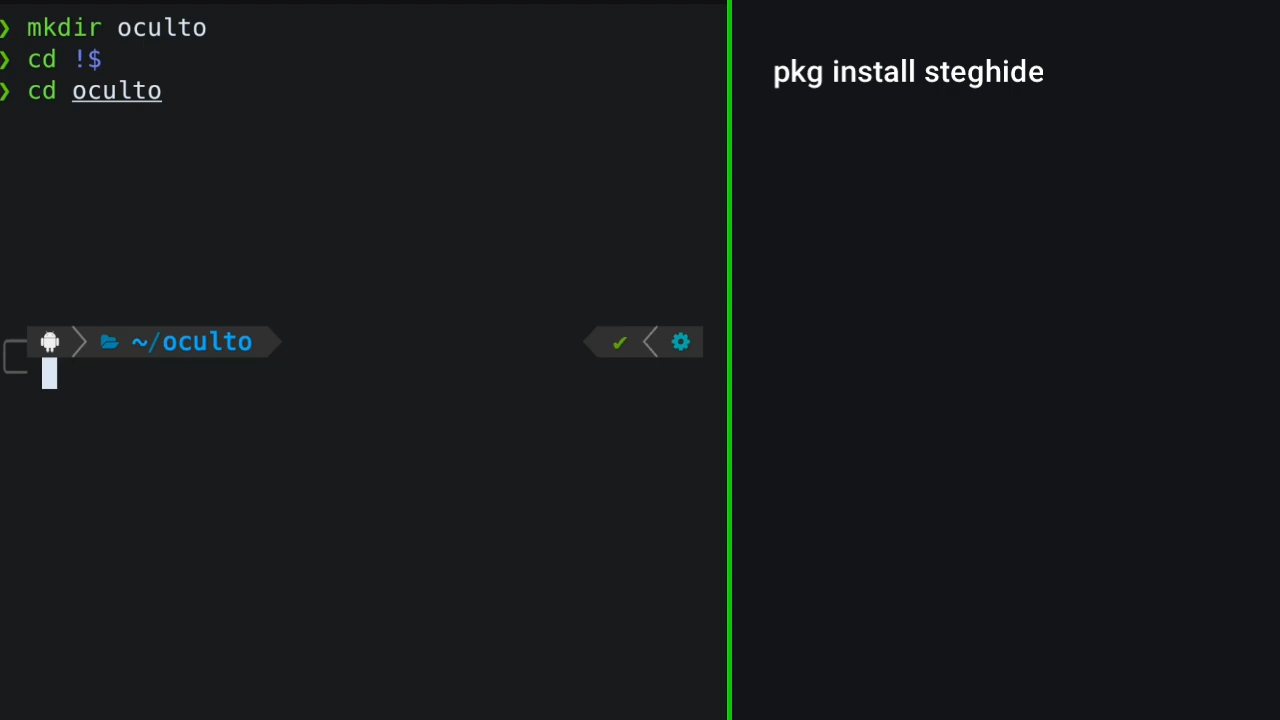 ❯ mkdir oculto
❯ cd !$
❯ cd oculto
~/oculto ✔
pkg install steghide